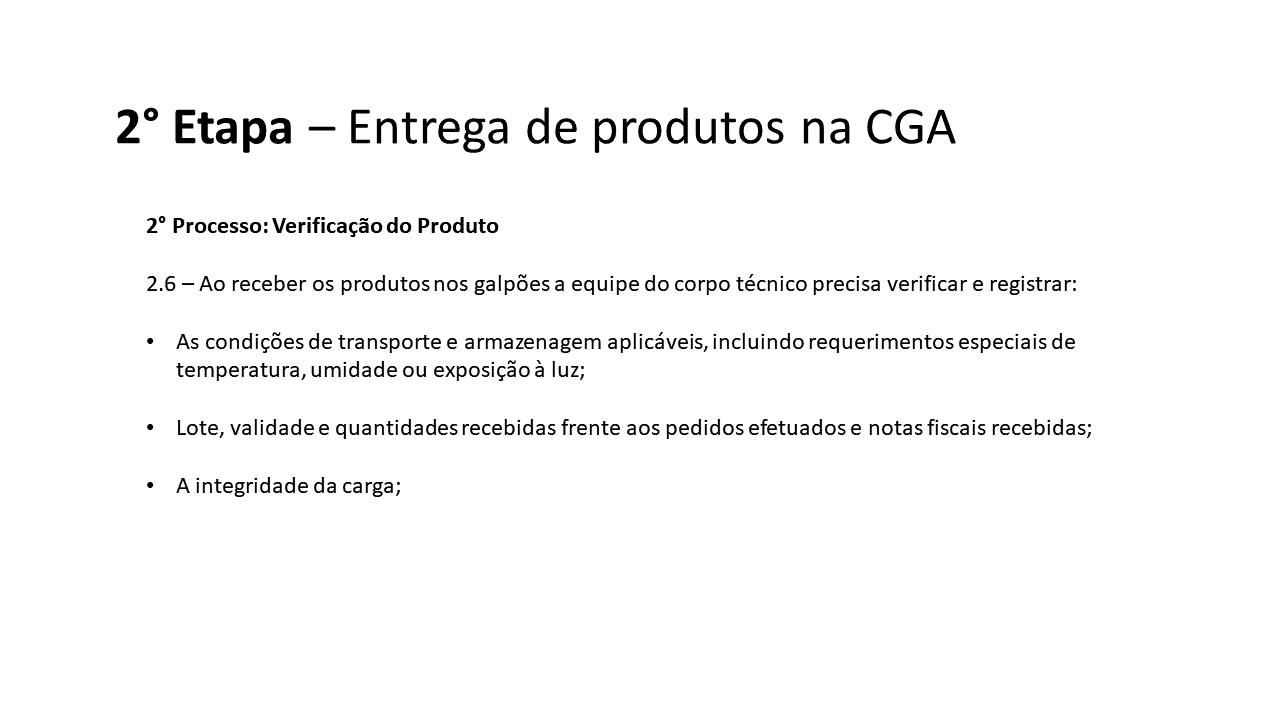 2° Etapa – Entrega de produtos na CGA
2° Processo: Verificação do Produto
2.6 – Ao receber os produtos nos galpões a equipe do corpo técnico precisa verificar e registrar:
• As condições de transporte e armazenagem aplicáveis, incluindo requerimentos especiais de
temperatura, umidade ou exposição à luz;
• Lote, validade e quantidades recebidas frente aos pedidos efetuados e notas fiscais recebidas;
• A integridade da carga;